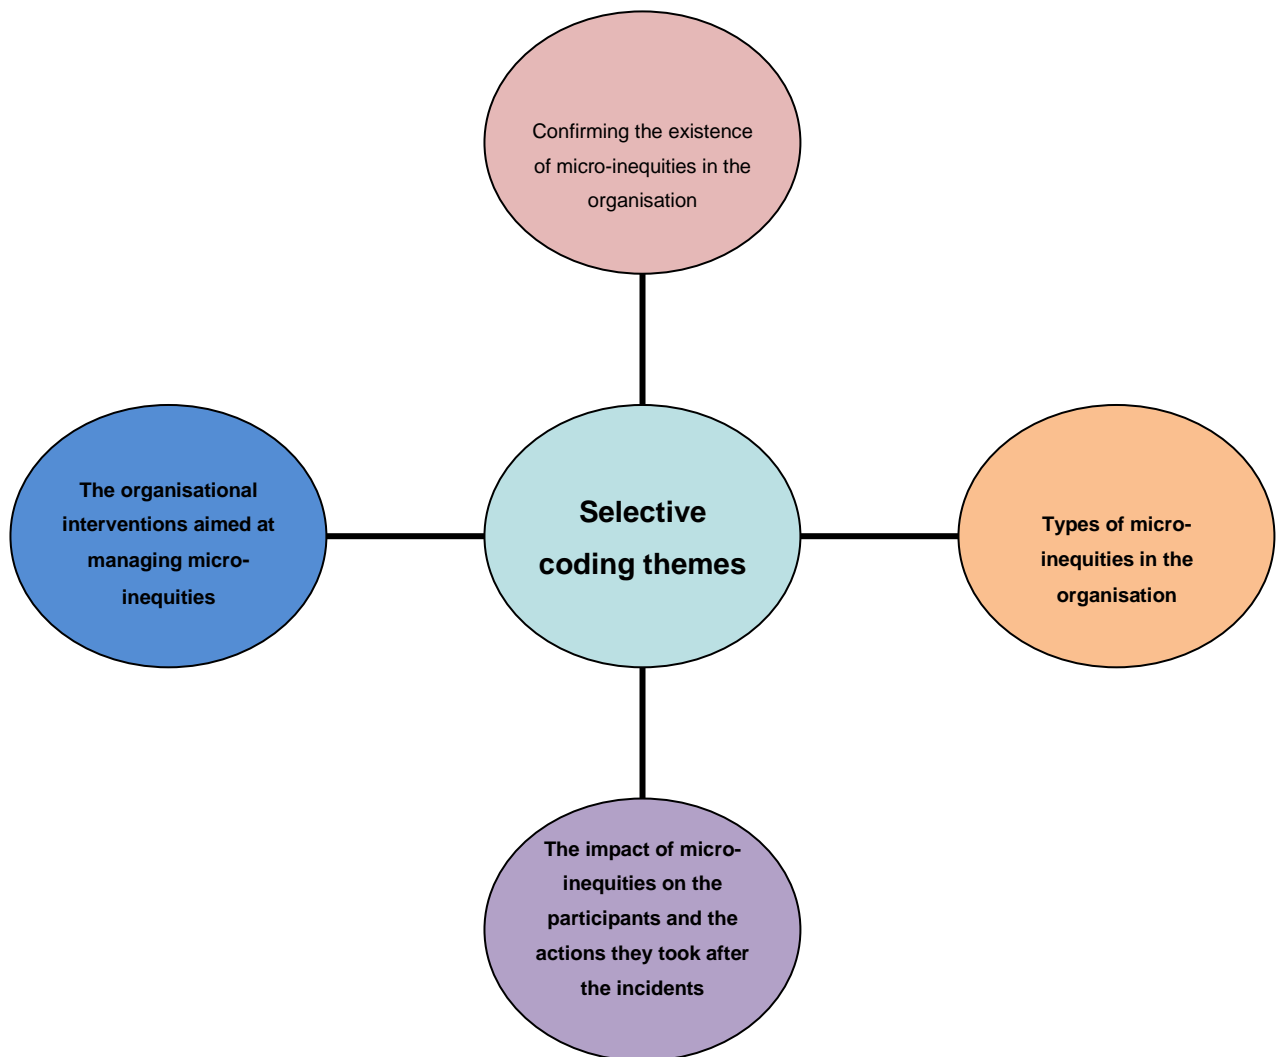 Confirming the existence
of micro-inequities in the
organisation
The organisational
interventions aimed at
managing micro-
inequities
Selective
coding themes
Types of micro-
inequities in the
organisation
The impact of micro-
inequities on the
participants and the
actions they took after
the incidents